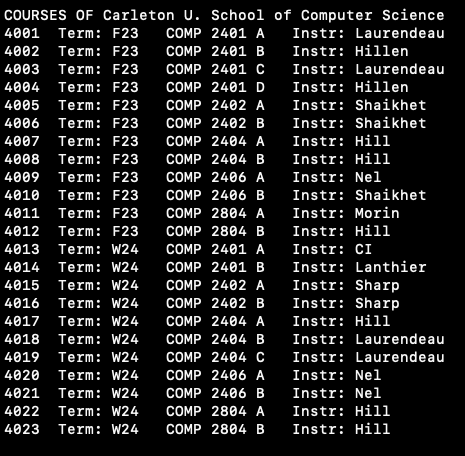 COURSES OF Carleton U. School of Computer Science
4001  Term: F23   COMP 2401 A   Instr: Laurendeau
4002  Term: F23   COMP 2401 B   Instr: Hillen
4003  Term: F23   COMP 2401 C   Instr: Laurendeau
4004  Term: F23   COMP 2401 D   Instr: Hillen
4005  Term: F23   COMP 2402 A   Instr: Shaikhet
4006  Term: F23   COMP 2402 B   Instr: Shaikhet
4007  Term: F23   COMP 2404 A   Instr: Hill
4008  Term: F23   COMP 2404 B   Instr: Hill
4009  Term: F23   COMP 2406 A   Instr: Nel
4010  Term: F23   COMP 2406 B   Instr: Shaikhet
4011  Term: F23   COMP 2804 A   Instr: Morin
4012  Term: F23   COMP 2804 B   Instr: Hill
4013  Term: W24   COMP 2401 A   Instr: CI
4014  Term: W24   COMP 2401 B   Instr: Lanthier
4015  Term: W24   COMP 2402 A   Instr: Sharp
4016  Term: W24   COMP 2402 B   Instr: Sharp
4017  Term: W24   COMP 2404 A   Instr: Hill
4018  Term: W24   COMP 2404 B   Instr: Laurendeau
4019  Term: W24   COMP 2404 C   Instr: Laurendeau
4020  Term: W24   COMP 2406 A   Instr: Nel
4021  Term: W24   COMP 2406 B   Instr: Nel
4022  Term: W24   COMP 2804 A   Instr: Hill
4023  Term: W24   COMP 2804 B   Instr: Hill